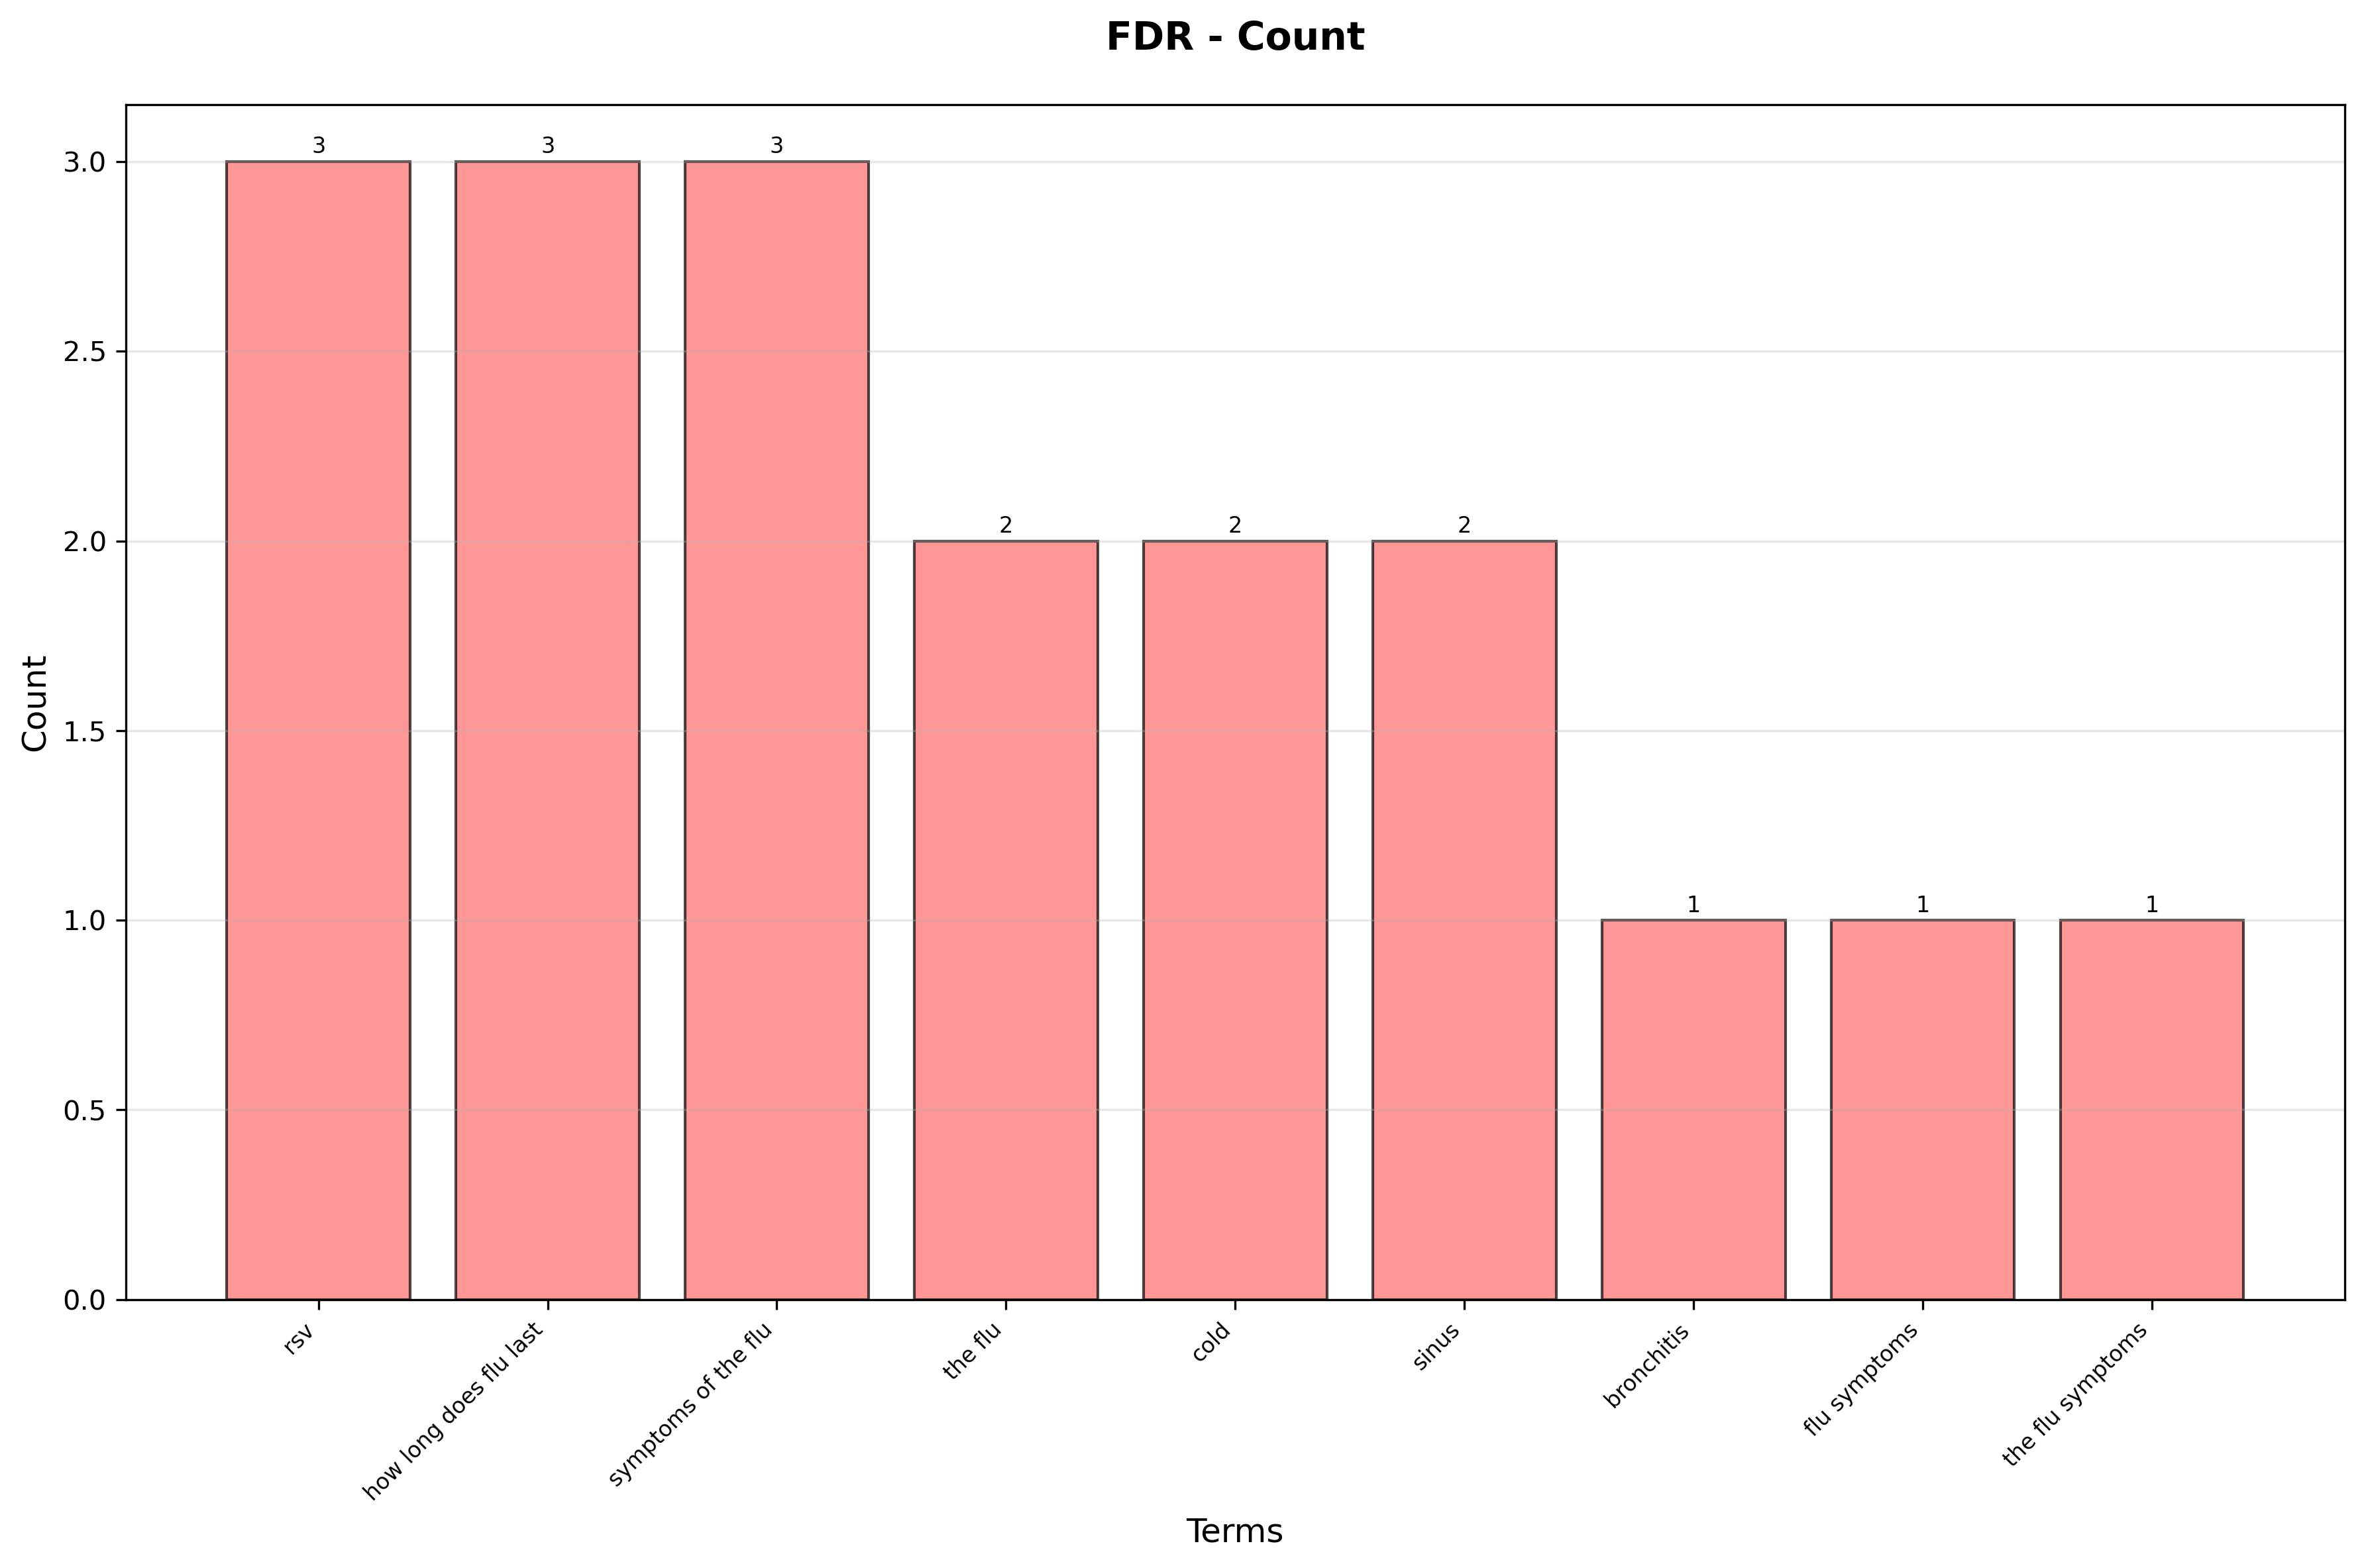 FDR - Count
3
3
3
2
2
2
1
1
1
3.0
2.5
2.0
1.5
1.0
0.5
0.0
Count
rsv
how long does flu last
symptoms of the flu
the flu
cold
sinus
bronchitis
flu symptoms
the flu symptoms
Terms